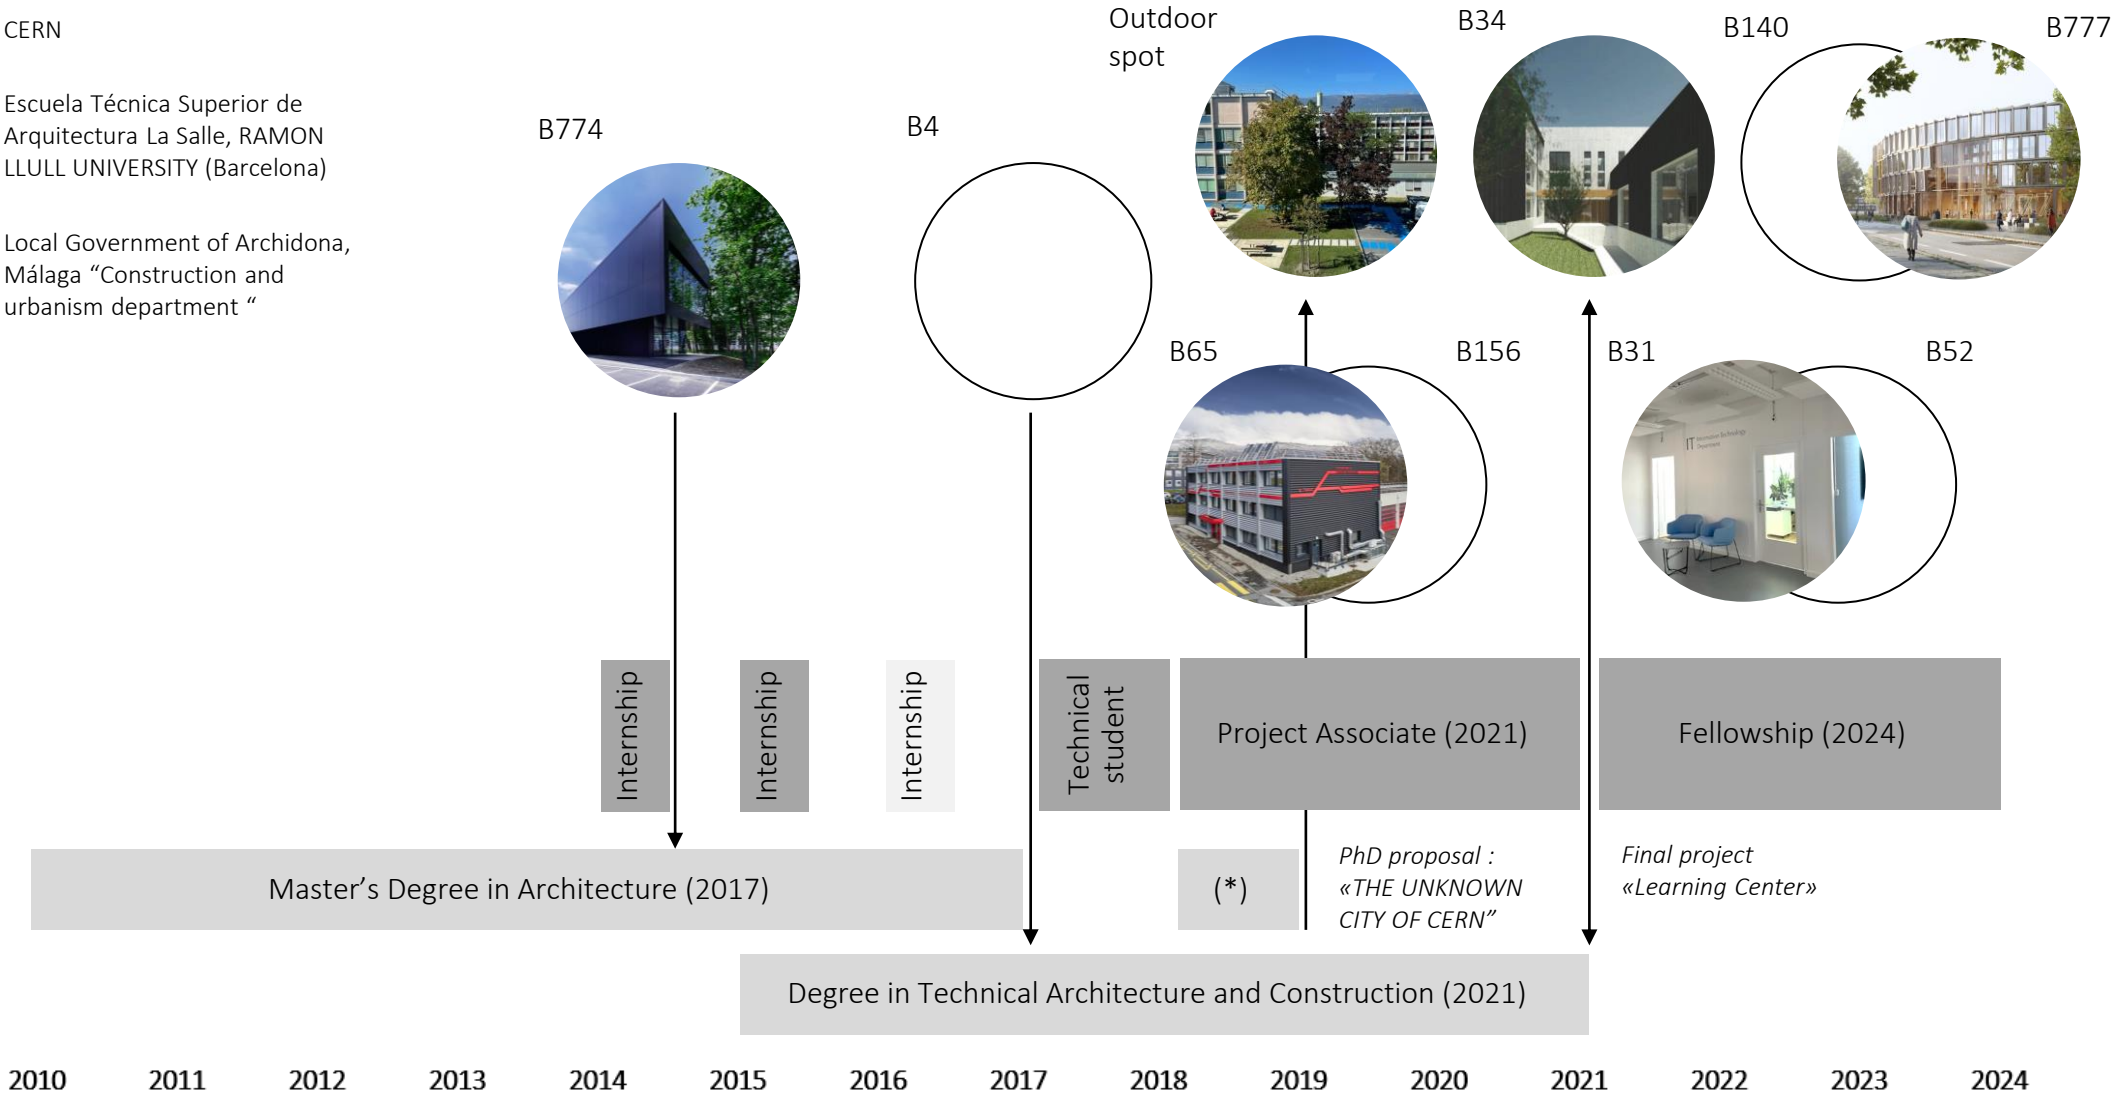 CERN
Escuela Técnica Superior de
Arquitectura La Salle, RAMON
LLULL UNIVERSITY (Barcelona)
Local Government of Archidona,
Málaga “Construction and
urbanism department “
B774
B4
Outdoor
spot
B34
B140
B777
B65
B156
B31
B52
IT Information Technology
Department
Internship
Internship
Internship
Technical
student
Project Associate (2021)
Fellowship (2024)
Master’s Degree in Architecture (2017)
(*)
PhD proposal :
«THE UNKNOWN
CITY OF CERN”
Final project
«Learning Center»
Degree in Technical Architecture and Construction (2021)
2010 2011 2012 2013 2014 2015 2016 2017 2018 2019 2020 2021 2022 2023 2024